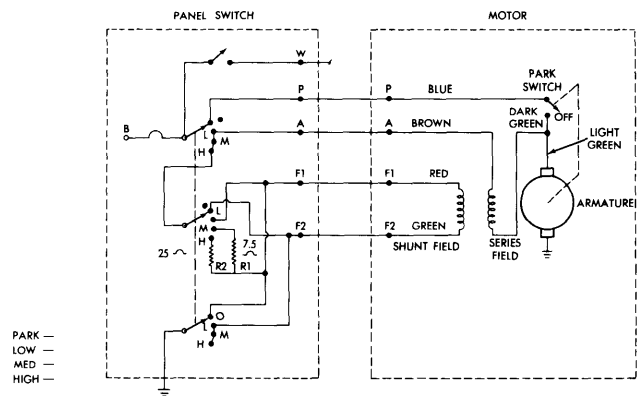 PANEL SWITCH
MOTOR
W
P
P
BLUE
PARK
SWITCH
B
L
M
H
A
A
BROWN
DARK
GREEN
OFF
LIGHT
GREEN
F1
F1
RED
L
M
H
25
7.5
R2
R1
F2
F2
GREEN
SHUNT FIELD
SERIES
FIELD
ARMATURE
O
L
M
H
PARK —
LOW —
MED —
HIGH —